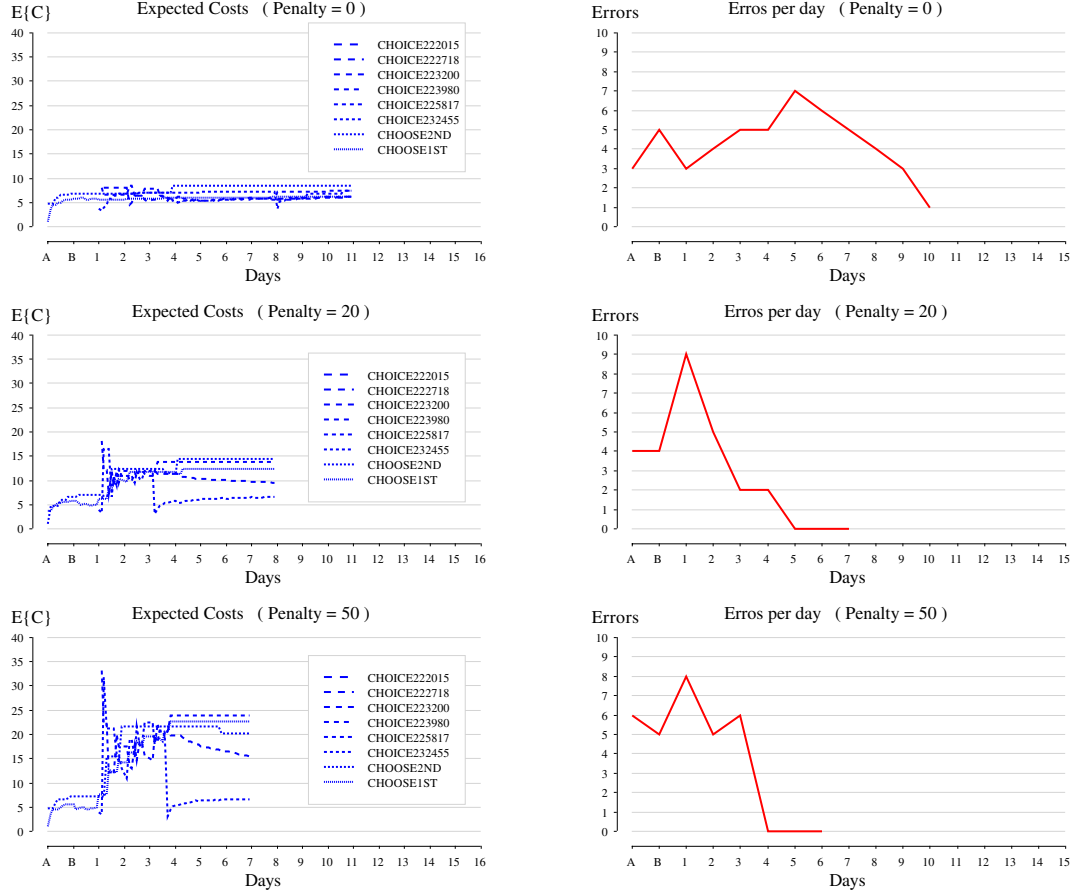 E{C} Expected Costs ( Penalty = 0 )
40
35
30
25
20
15
10
5
0
CHOICE222015
CHOICE222718
CHOICE223200
CHOICE223980
CHOICE225817
CHOICE232455
CHOOSE2ND
CHOOSE1ST
A B 1 2 3 4 5 6 7 8 9 10 11 12 13 14 15 16
Days
Errors Erros per day ( Penalty = 0 )
10
9
8
7
6
5
4
3
2
1
0
A B 1 2 3 4 5 6 7 8 9 10 11 12 13 14 15
Days
E{C} Expected Costs ( Penalty = 20 )
40
35
30
25
20
15
10
5
0
CHOICE222015
CHOICE222718
CHOICE223200
CHOICE223980
CHOICE225817
CHOICE232455
CHOOSE2ND
CHOOSE1ST
A B 1 2 3 4 5 6 7 8 9 10 11 12 13 14 15 16
Days
Errors Erros per day ( Penalty = 20 )
10
9
8
7
6
5
4
3
2
1
0
A B 1 2 3 4 5 6 7 8 9 10 11 12 13 14 15
Days
E{C} Expected Costs ( Penalty = 50 )
40
35
30
25
20
15
10
5
0
CHOICE222015
CHOICE222718
CHOICE223200
CHOICE223980
CHOICE225817
CHOICE232455
CHOOSE2ND
CHOOSE1ST
A B 1 2 3 4 5 6 7 8 9 10 11 12 13 14 15 16
Days
Errors Erros per day ( Penalty = 50 )
10
9
8
7
6
5
4
3
2
1
0
A B 1 2 3 4 5 6 7 8 9 10 11 12 13 14 15
Days